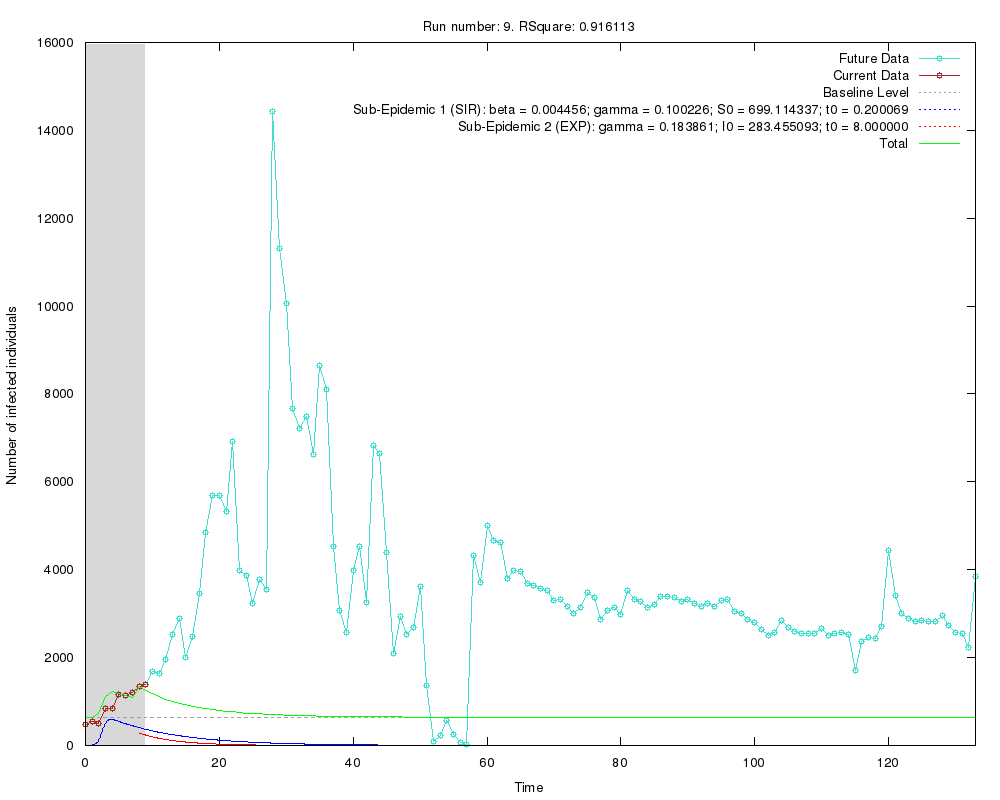 Run number: 9. RSquare: 0.916113
16000
14000
12000
10000
8000
6000
4000
2000
0
Number of infected individuals
Future Data
Current Data
Baseline Level
Sub-Epidemic 1 (SIR): beta = 0.004456; gamma = 0.100226; S0 = 699.114337; t0 = 0.200069
Sub-Epidemic 2 (EXP): gamma = 0.183861; I0 = 283.455093; t0 = 8.000000
Total
0 20 40 60 80 100 120
Time